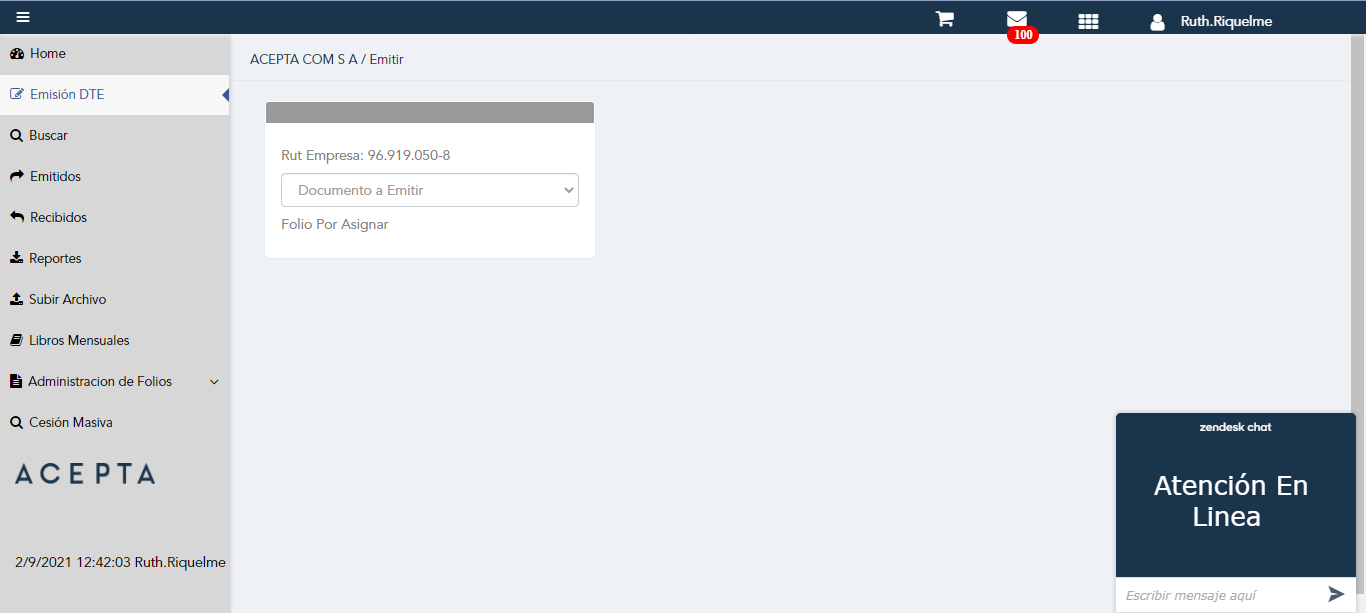 100
Ruth.Riquelme
Home
Emisión DTE
Buscar
Emitidos
Recibidos
Reportes
Subir Archivo
Libros Mensuales
Administracion de Folios
Cesión Masiva
ACEPTA
2/9/2021 12:42:03 Ruth.Riquelme
ACEPTA COM S A / Emitir
Rut Empresa: 96.919.050-8
Documento a Emitir
Folio Por Asignar
zendesk chat
Atención En
Linea
Escribir mensaje aquí